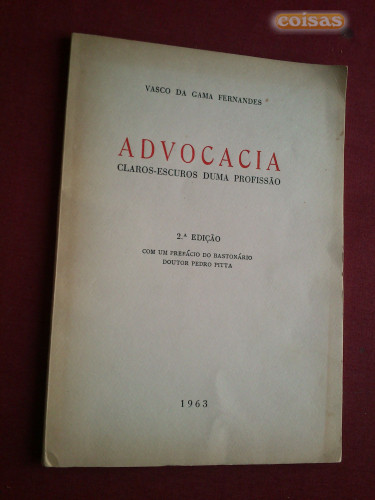 coisas
VASCO DA GAMA FERNANDES
ADVOCACIA
CLAROS-ESCUROS DUMA PROFISSÃO
2.ª EDIÇÃO
COM UM PREFÁCIO DO BASTONÁRIO
DOUTOR PEDRO PITTA
1963